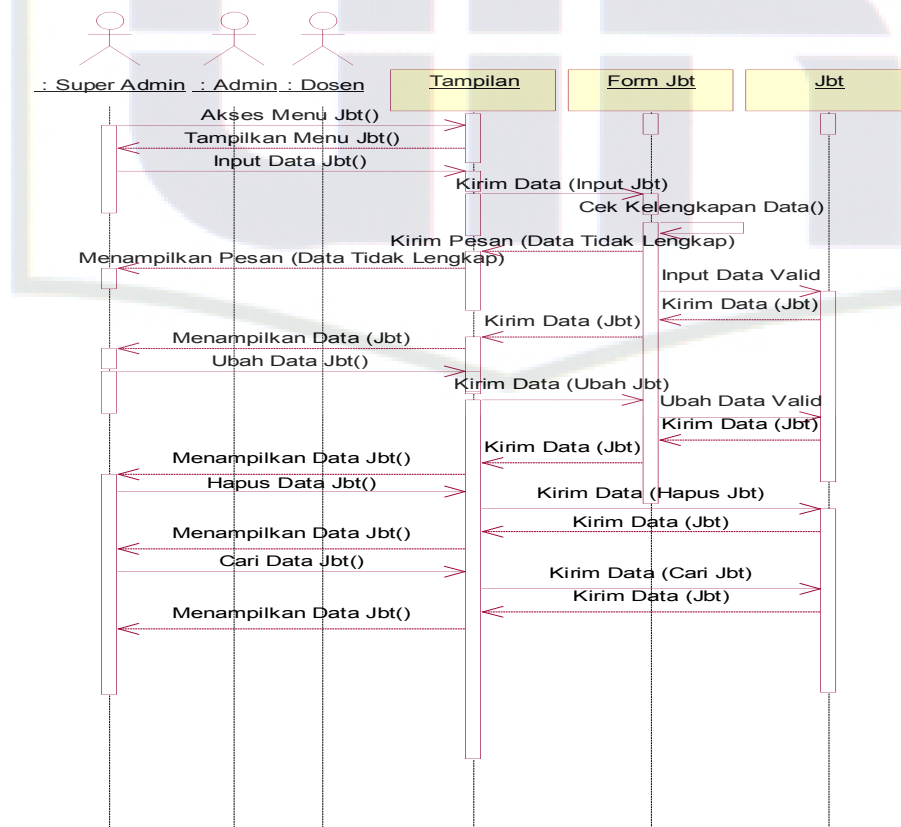 : Super Admin : Admin : Dosen Tampilan Form Jbt Jbt
Akses Menu Jbt()
Tampilkan Menu Jbt()
Input Data Jbt()
Kirim Data (Input Jbt)
Cek Kelengkapan Data()
Kirim Pesan (Data Tidak Lengkap)
Menampilkan Pesan (Data Tidak Lengkap)
Input Data Valid
Kirim Data (Jbt)
Kirim Data (Jbt)
Menampilkan Data (Jbt)
Ubah Data Jbt()
Kirim Data (Ubah Jbt)
Ubah Data Valid
Kirim Data (Jbt)
Kirim Data (Jbt)
Menampilkan Data Jbt()
Hapus Data Jbt()
Kirim Data (Hapus Jbt)
Kirim Data (Jbt)
Menampilkan Data Jbt()
Cari Data Jbt()
Kirim Data (Cari Jbt)
Kirim Data (Jbt)
Menampilkan Data Jbt()